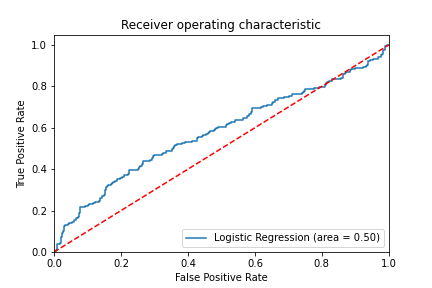 Receiver operating characteristic
True Positive Rate
1.0
0.8
0.6
0.4
0.2
0.0
Logistic Regression (area = 0.50)
0.0 0.2 0.4 0.6 0.8 1.0
False Positive Rate